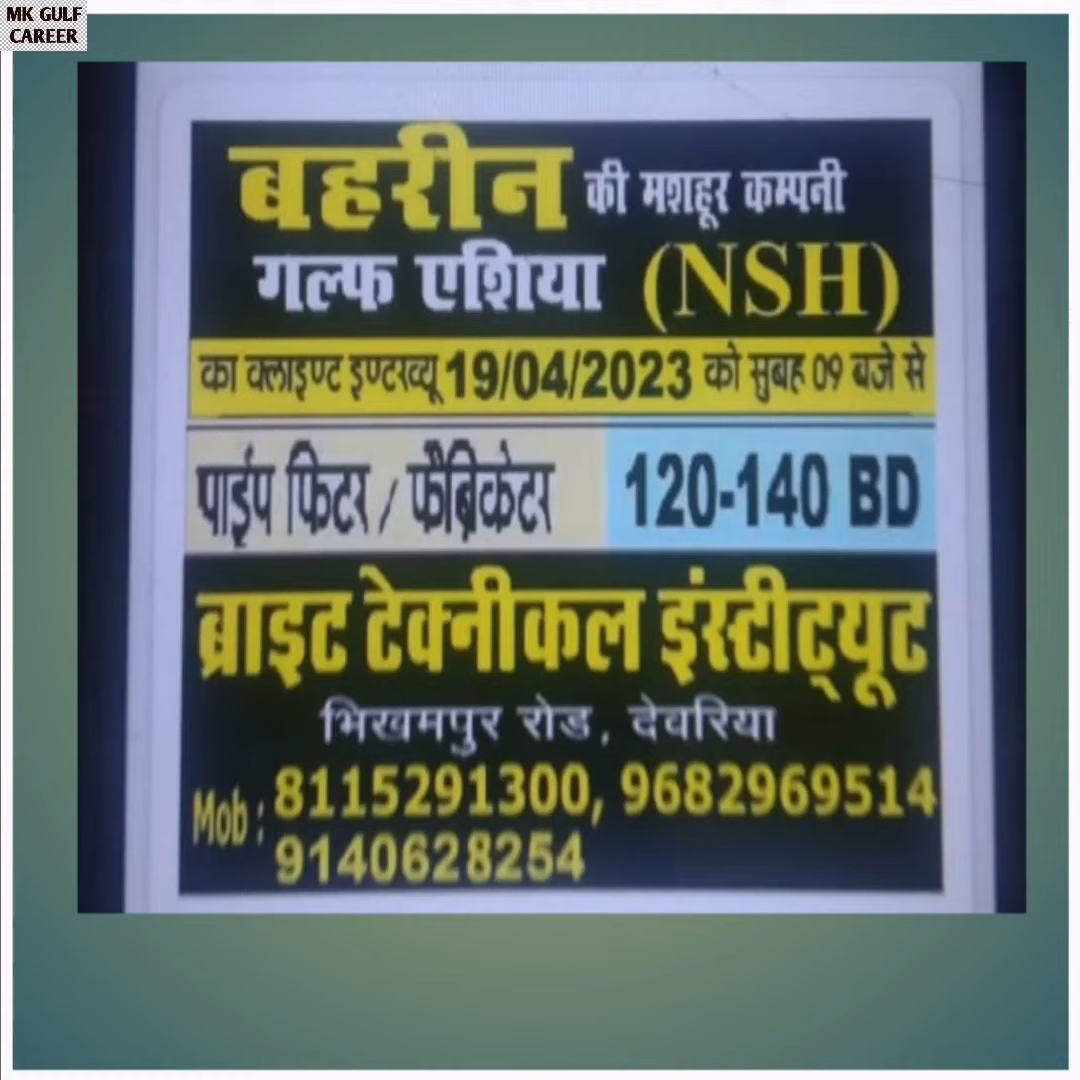 MK GULF
CAREER
बहरीन की मशहूर कम्पनी
गल्फ एशिया (NSH)
का क्लाइण्ट इण्टरव्यू 19/04/2023 को सुबह 09 बजे से
पाईप फिटर / फैब्रिकेटर 120-140 BD
ब्राइट टेक्नीकल इंस्टीट्यूट
भिखमपुर रोड, देवरिया
Mob : 8115291300, 9682969514
9140628254